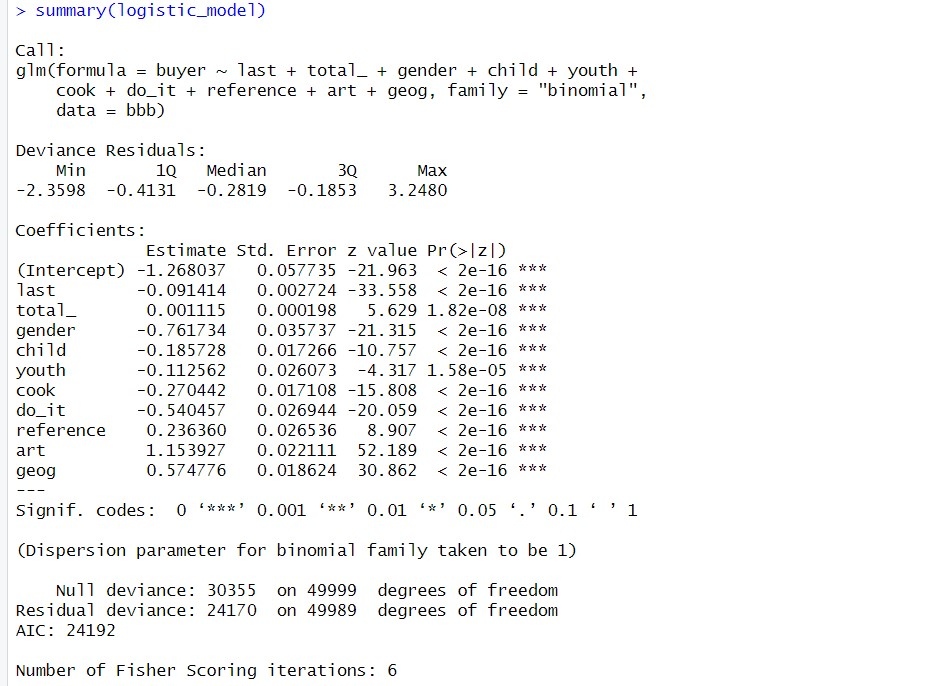 > summary(logistic_model)
Call:
glm(formula = buyer ~ last + total_ + gender + child + youth +
    cook + do_it + reference + art + geog, family = "binomial",
    data = bbb)
Deviance Residuals:
    Min       1Q   Median       3Q      Max
-2.3598  -0.4131  -0.2819  -0.1853   3.2480
Coefficients:
             Estimate Std. Error z value Pr(>|z|)
(Intercept) -1.268037   0.057735 -21.963  < 2e-16 ***
last        -0.091414   0.002724 -33.558  < 2e-16 ***
total_       0.001115   0.000198   5.629 1.82e-08 ***
gender      -0.761734   0.035737 -21.315  < 2e-16 ***
child       -0.185728   0.017266 -10.757  < 2e-16 ***
youth       -0.112562   0.026073  -4.317 1.58e-05 ***
cook        -0.270442   0.017108 -15.808  < 2e-16 ***
do_it       -0.540457   0.026944 -20.059  < 2e-16 ***
reference    0.236360   0.026536   8.907  < 2e-16 ***
art          1.153927   0.022111  52.189  < 2e-16 ***
geog         0.574776   0.018624  30.862  < 2e-16 ***
---
Signif. codes:  0 ‘***’ 0.001 ‘**’ 0.01 ‘*’ 0.05 ‘.’ 0.1 ‘ ’ 1
(Dispersion parameter for binomial family taken to be 1)
    Null deviance: 30355  on 49999  degrees of freedom
Residual deviance: 24170  on 49989  degrees of freedom
AIC: 24192
Number of Fisher Scoring iterations: 6